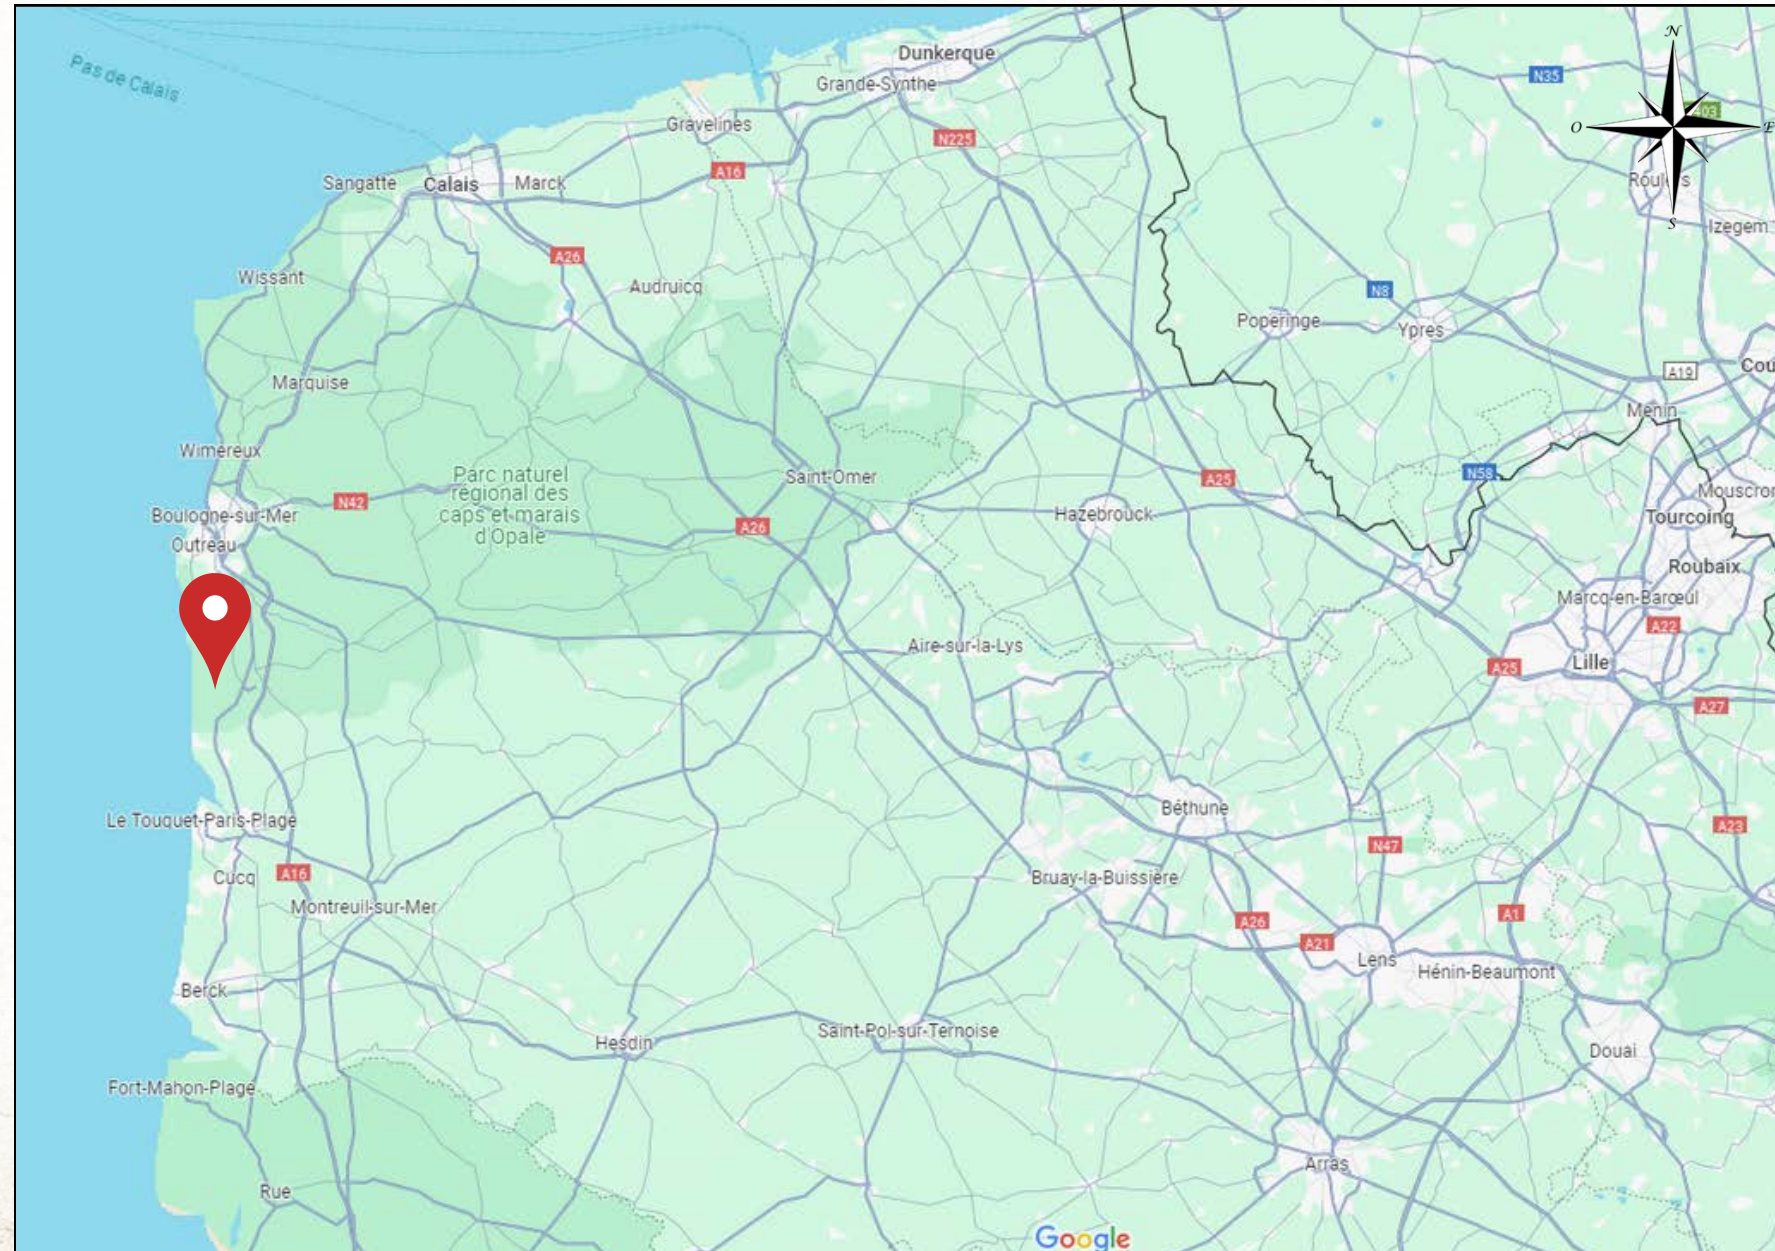 Pas de Calais
Dunkerque
Grande-Synthe
N
N35
Gravelines
N225
O
E
A16
Sangatte
Calais
Marck
Roulers
S
Izegem
A26
Wissant
Audruicq
N8
Poperinge
Ypres
Marquise
A19
Cou
Menin
Wimereux
Parc naturel
régional des
caps et marais
d'Opale
Saint-Omer
A25
N58
N42
Mouscron
Boulogne-sur-Mer
A26
Hazebrouck
Tourcoing
Outreau
Roubaix
Marcq-en-Barœul
A22
Aire-sur-la-Lys
A25
Lille
A27
Béthune
Le Touquet-Paris-Plage
A23
N47
A16
Cucq
Bruay-la-Buissière
Montreuil-sur-Mer
A1
A26
A21
Lens
Hénin-Beaumont
Berck
Saint-Pol-sur-Ternoise
Hesdin
Douai
Fort-Mahon-Plage
Arras
Rue
Google